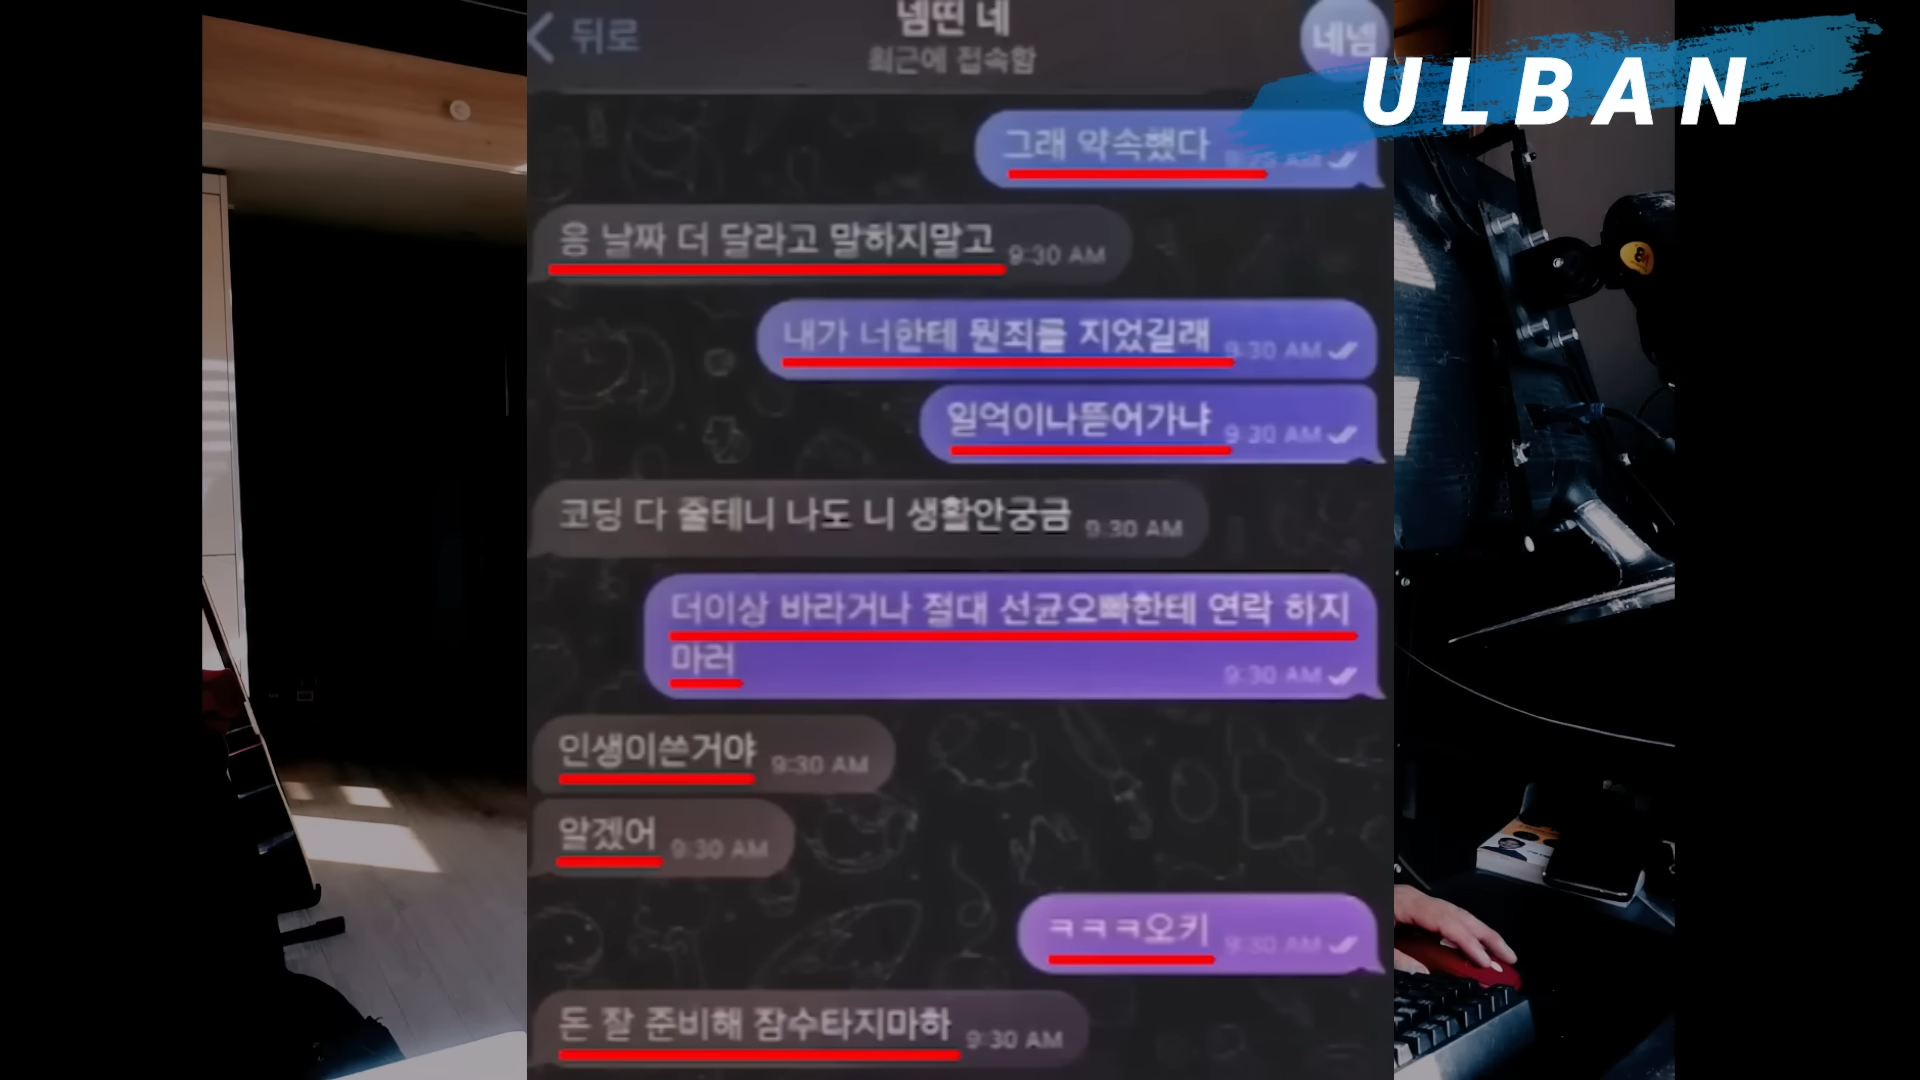 뒤로
넴띤 네
최근에 접속함
네넴
ULBAN
그래 약속했다
응 날짜 더 달라고 말하지말고 9:30 AM
내가 너한테 뭔죄를 지었길래 9:30 AM
일억이나뜯어가냐 9:30 AM
코딩 다 줄테니 나도 니 생활안궁금 9:30 AM
더이상 바라거나 절대 선균오빠한테 연락 하지
마러 9:30 AM
인생이쓴거야 9:30 AM
알겠어 9:30 AM
ㅋㅋㅋ오키 9:30 AM
돈 잘 준비해 잠수타지마하 9:30 AM